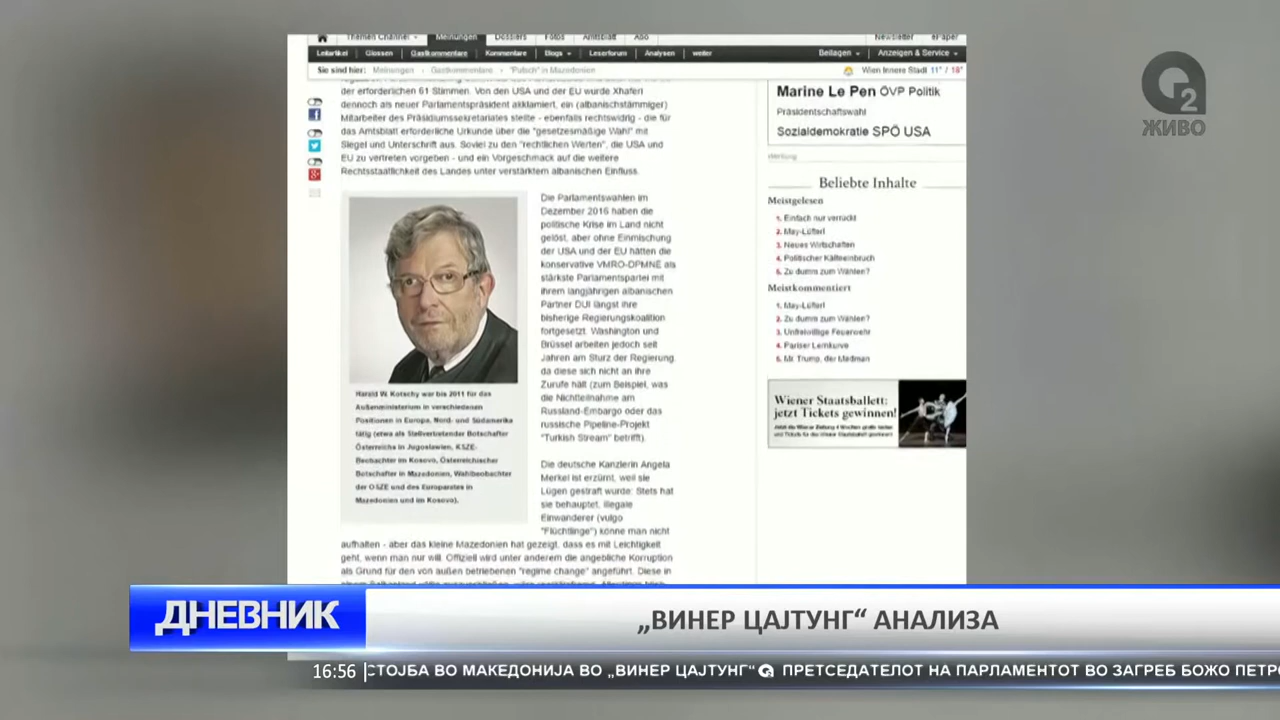 Themen Channel Meinungen Dossiers Fotos Amtsblatt Abo Newsletter ePaper
Leitartikel Glossen Gastkommentare Kommentare Blogs Leserforum Analysen weiter Beilagen Anzeigen & Service
Sie sind hier: Meinungen › Gastkommentare › "Putsch" in Mazedonien Wien Innere Stadt 11° / 18°
der erforderlichen 61 Stimmen. Von den USA und der EU wurde Xhaferi
dennoch als neuer Parlamentspräsident akklamiert, ein (albanischstämmiger)
Mitarbeiter des Präsidiumssekretariates stellte - ebenfalls rechtswidrig - die für
das Amtsblatt erforderliche Urkunde über die "gesetzesmäßige Wahl" mit
Siegel und Unterschrift aus. Soviel zu den "rechtlichen Werten", die USA und
EU zu vertreten vorgeben - und ein Vorgeschmack auf die weitere
Rechtsstaatlichkeit des Landes unter verstärktem albanischen Einfluss.
Die Parlamentswahlen im
Dezember 2016 haben die
politische Krise im Land nicht
gelöst, aber ohne Einmischung
der USA und der EU hätten die
konservative VMRO-DPMNE als
stärkste Parlamentspartei mit
ihrem langjährigen albanischen
Partner DUI längst ihre
bisherige Regierungskoalition
fortgesetzt. Washington und
Brüssel arbeiten jedoch seit
Jahren am Sturz der Regierung,
da diese sich nicht an ihre
Zurufe hält (zum Beispiel, was
die Nichtteilnahme am
Russland-Embargo oder das
russische Pipeline-Projekt
"Turkish Stream" betrifft).
Harald W. Kotschy war bis 2011 für das
Außenministerium in verschiedenen
Positionen in Europa, Nord- und Südamerika
tätig (etwa als Stellvertretender Botschafter
Österreichs in Jugoslawien, KSZE-
Beobachter im Kosovo, Österreichischer
Botschafter in Mazedonien, Wahlbeobachter
der OSZE und des Europarates in
Mazedonien und im Kosovo).
Die deutsche Kanzlerin Angela
Merkel ist erzürnt, weil sie
Lügen gestraft wurde: Stets hat
sie behauptet, illegale
Einwanderer (vulgo
"Flüchtlinge") könne man nicht
aufhalten - aber das kleine Mazedonien hat gezeigt, dass es mit Leichtigkeit
geht, wenn man nur will. Offiziell wird unter anderem die angebliche Korruption
als Grund für den von außen betriebenen "regime change" angeführt. Diese in
Marine Le Pen ÖVP Politik
Präsidentschaftswahl
Sozialdemokratie SPÖ USA
Werbung
Beliebte Inhalte
Meistgelesen
1. Einfach nur verrückt
2. May-Lüfterl
3. Neues Wirtschaften
4. Politischer Kälteeinbruch
5. Zu dumm zum Wählen?
Meistkommentiert
1. May-Lüfterl
2. Zu dumm zum Wählen?
3. Unfreiwillige Feuerwehr
4. Pariser Lernkurve
5. Mr. Trump, der Madman
Wiener Staatsballett:
jetzt Tickets gewinnen!
2
ЖИВО
ДНЕВНИК
„ВИНЕР ЦАЈТУНГ“ АНАЛИЗА
16:56 СТОЈБА ВО МАКЕДОНИЈА ВО „ВИНЕР ЦАЈТУНГ“ ПРЕТСЕДАТЕЛОТ НА ПАРЛАМЕНТОТ ВО ЗАГРЕБ БОЖО ПЕТРО